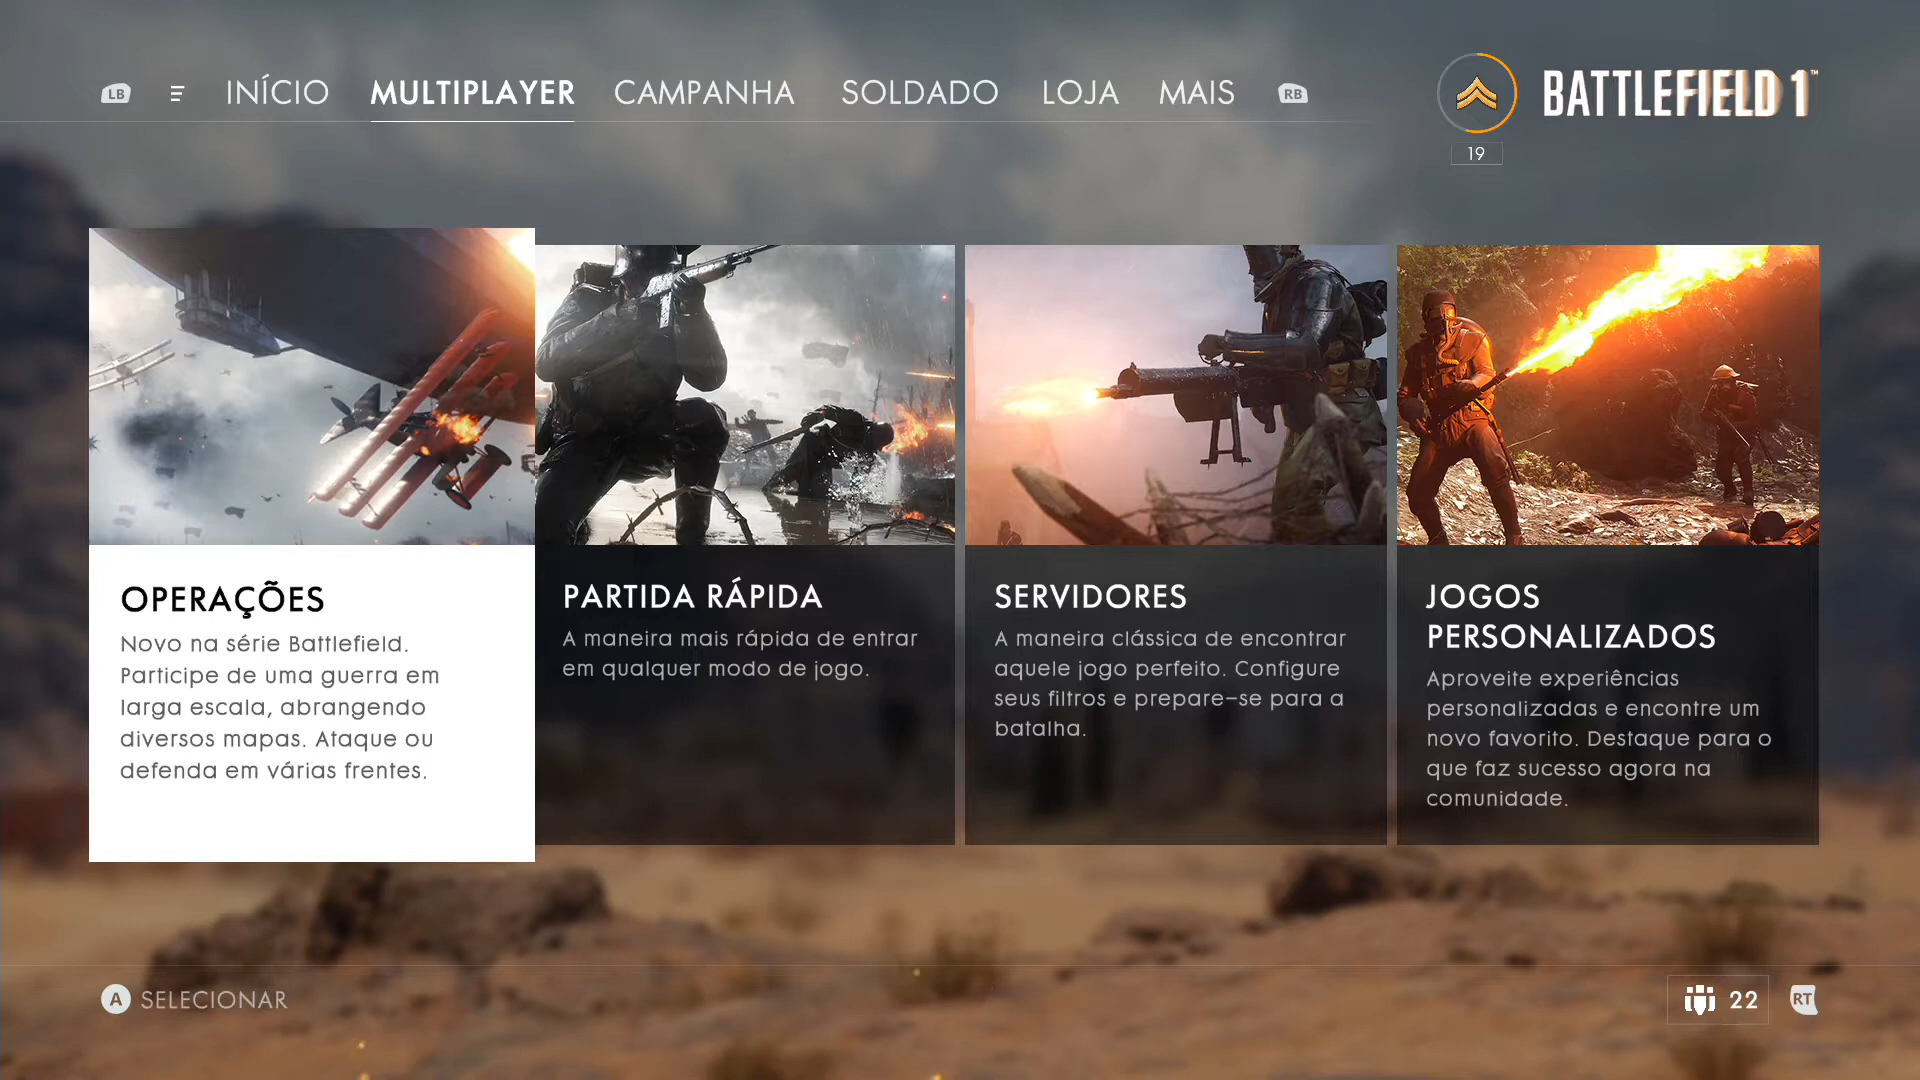 LB INÍCIO MULTIPLAYER CAMPANHA SOLDADO LOJA MAIS RB
BATTLEFIELD 1™
19
OPERAÇÕES
Novo na série Battlefield.
Participe de uma guerra em
larga escala, abrangendo
diversos mapas. Ataque ou
defenda em várias frentes.
PARTIDA RÁPIDA
A maneira mais rápida de entrar
em qualquer modo de jogo.
SERVIDORES
A maneira clássica de encontrar
aquele jogo perfeito. Configure
seus filtros e prepare-se para a
batalha.
JOGOS
PERSONALIZADOS
Aproveite experiências
personalizadas e encontre um
novo favorito. Destaque para o
que faz sucesso agora na
comunidade.
A SELECIONAR
22 RT